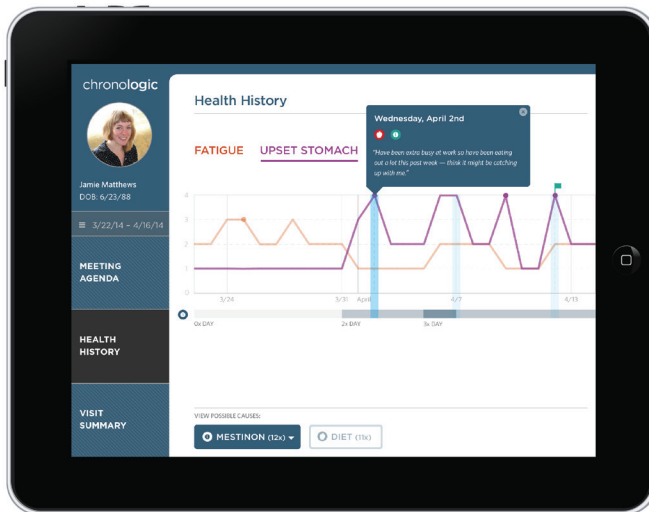 chronologic
Jamie Matthews
DOB: 6/23/88
3/22/14 – 4/16/14
MEETING
AGENDA
HEALTH
HISTORY
VISIT
SUMMARY
Health History
Wednesday, April 2nd
"Have been extra busy at work so have been eating
out a lot this past week — think it might be catching
up with me."
FATIGUE
UPSET STOMACH
4
3
2
1
0
3/24
3/31
April
4/7
4/13
0x DAY
2x DAY
3x DAY
VIEW POSSIBLE CAUSES:
MESTINON (12x)
DIET (11x)